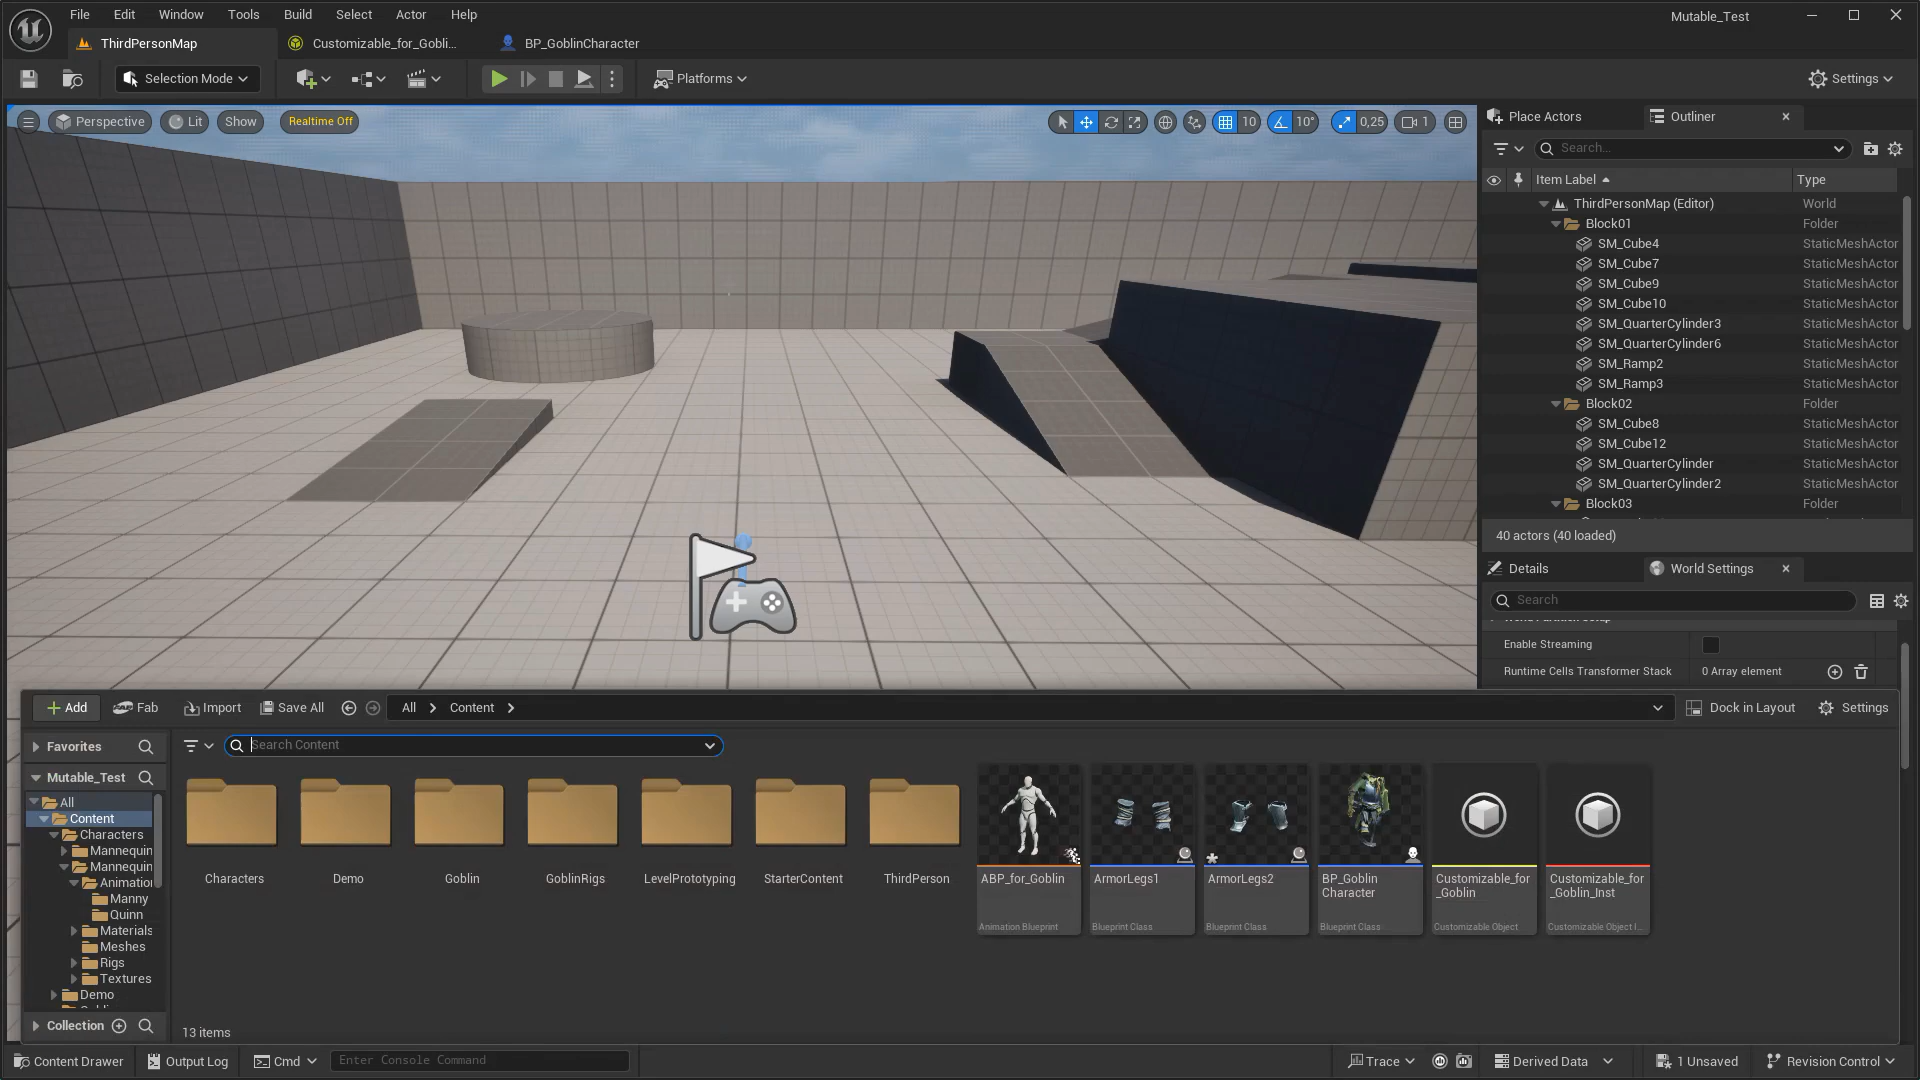 File Edit Window Tools Build Select Actor Help
Mutable_Test
ThirdPersonMap
Customizable_for_Gobli...
BP_GoblinCharacter
Selection Mode
Platforms
Settings
Perspective
Lit
Show
Realtime Off
10
10°
0,25
1
Place Actors
Outliner
Search...
Item Label
Type
ThirdPersonMap (Editor) World
Block01 Folder
SM_Cube4 StaticMeshActor
SM_Cube7 StaticMeshActor
SM_Cube9 StaticMeshActor
SM_Cube10 StaticMeshActor
SM_QuarterCylinder3 StaticMeshActor
SM_QuarterCylinder6 StaticMeshActor
SM_Ramp2 StaticMeshActor
SM_Ramp3 StaticMeshActor
Block02 Folder
SM_Cube8 StaticMeshActor
SM_Cube12 StaticMeshActor
SM_QuarterCylinder StaticMeshActor
SM_QuarterCylinder2 StaticMeshActor
Block03 Folder
40 actors (40 loaded)
Details
World Settings
Search
Enable Streaming
Runtime Cells Transformer Stack 0 Array element
Add
Fab
Import
Save All
All
Content
Dock in Layout
Settings
Favorites
Mutable_Test
All
Content
Characters
Mannequin
Mannequin
Animatio
Manny
Quinn
Materials
Meshes
Rigs
Textures
Demo
Collection
Search Content
Characters
Demo
Goblin
GoblinRigs
LevelPrototyping
StarterContent
ThirdPerson
ABP_for_Goblin
Animation Blueprint
ArmorLegs1
Blueprint Class
ArmorLegs2
Blueprint Class
BP_Goblin
Character
Blueprint Class
Customizable_for
_Goblin
Customizable Object
Customizable_for
_Goblin_Inst
Customizable Object I...
13 items
Content Drawer
Output Log
Cmd
Enter Console Command
Trace
Derived Data
1 Unsaved
Revision Control